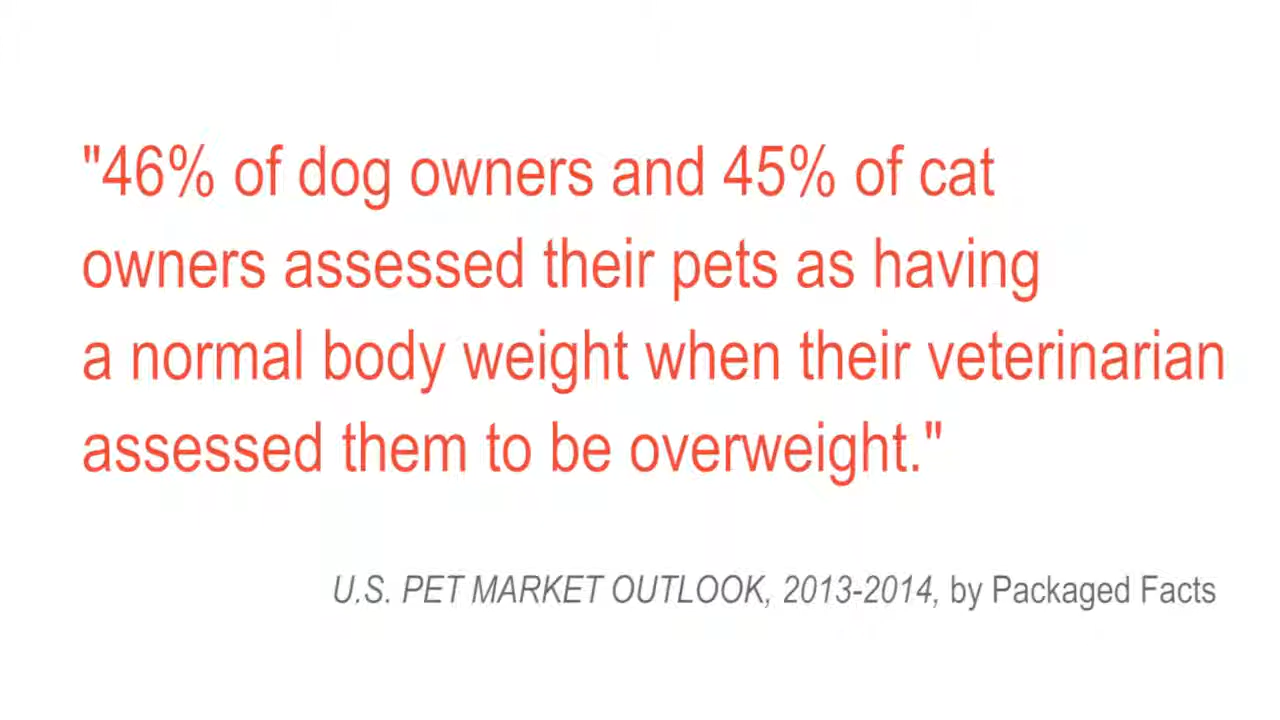 "46% of dog owners and 45% of cat
owners assessed their pets as having
a normal body weight when their veterinarian
assessed them to be overweight."
U.S. PET MARKET OUTLOOK, 2013-2014, by Packaged Facts